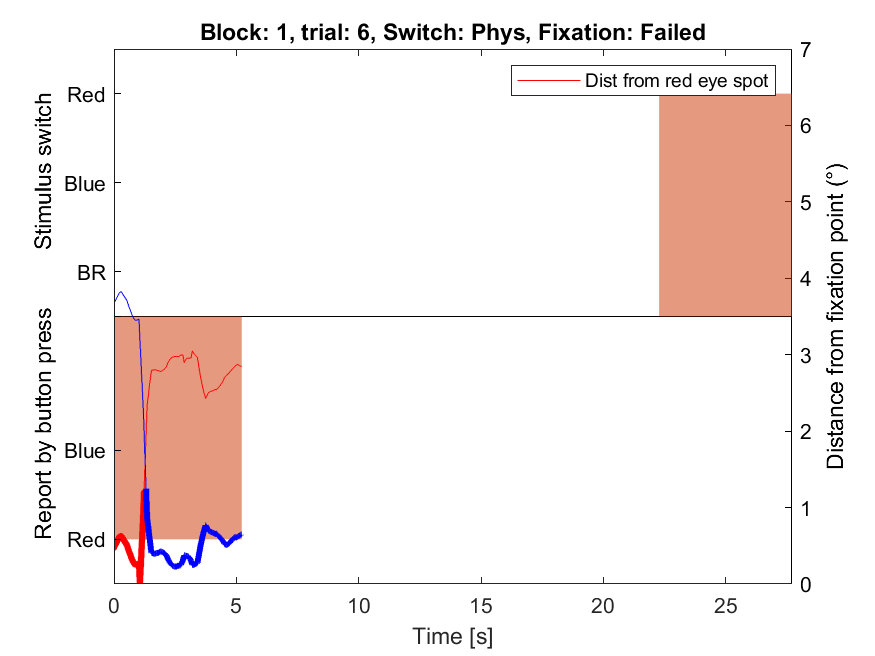 Block: 1, trial: 6, Switch: Phys, Fixation: Failed
Dist from red eye spot
Stimulus switch
Red
Blue
BR
Report by button press
Blue
Red
7
6
5
4
3
2
1
0
Distance from fixation point (°)
0 5 10 15 20 25
Time [s]